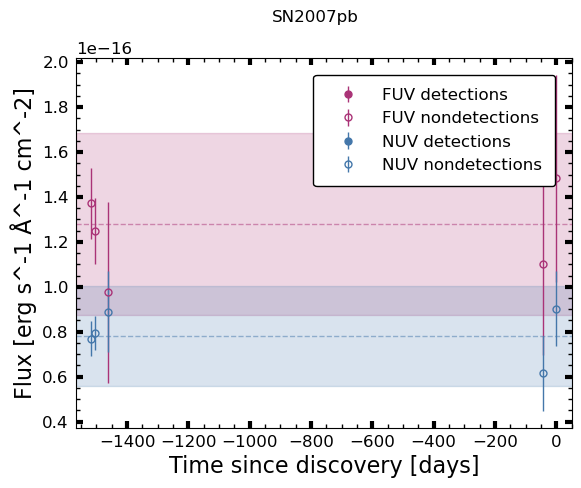 SN2007pb
1e−16
2.0
1.8
1.6
1.4
1.2
1.0
0.8
0.6
0.4
Flux [erg s^-1 Å^-1 cm^-2]
FUV detections
FUV nondetections
NUV detections
NUV nondetections
−1400 −1200 −1000 −800 −600 −400 −200 0
Time since discovery [days]